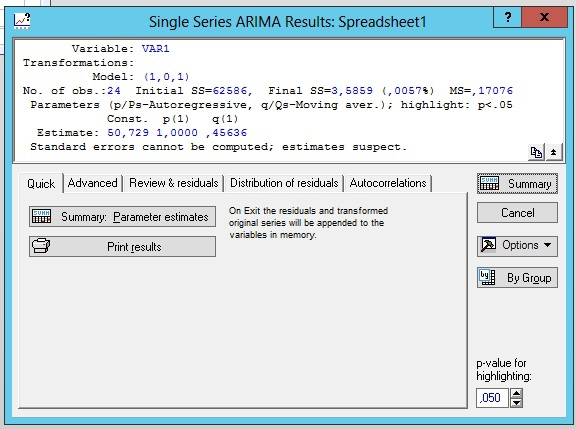 Single Series ARIMA Results: Spreadsheet1
?
X
Variable: VAR1
Transformations:
Model: (1,0,1)
No. of obs.:24 Initial SS=62586, Final SS=3,5859 (,0057%) MS=,17076
Parameters (p/Ps-Autoregressive, q/Qs-Moving aver.); highlight: p<.05
Const. p(1) q(1)
Estimate: 50,729 1,0000 ,45636
Standard errors cannot be computed; estimates suspect.
Quick Advanced Review & residuals Distribution of residuals Autocorrelations
Summary
Summary: Parameter estimates
On Exit the residuals and transformed
original series will be appended to the
variables in memory.
Cancel
Print results
Options
By Group
p-value for
highlighting:
,050